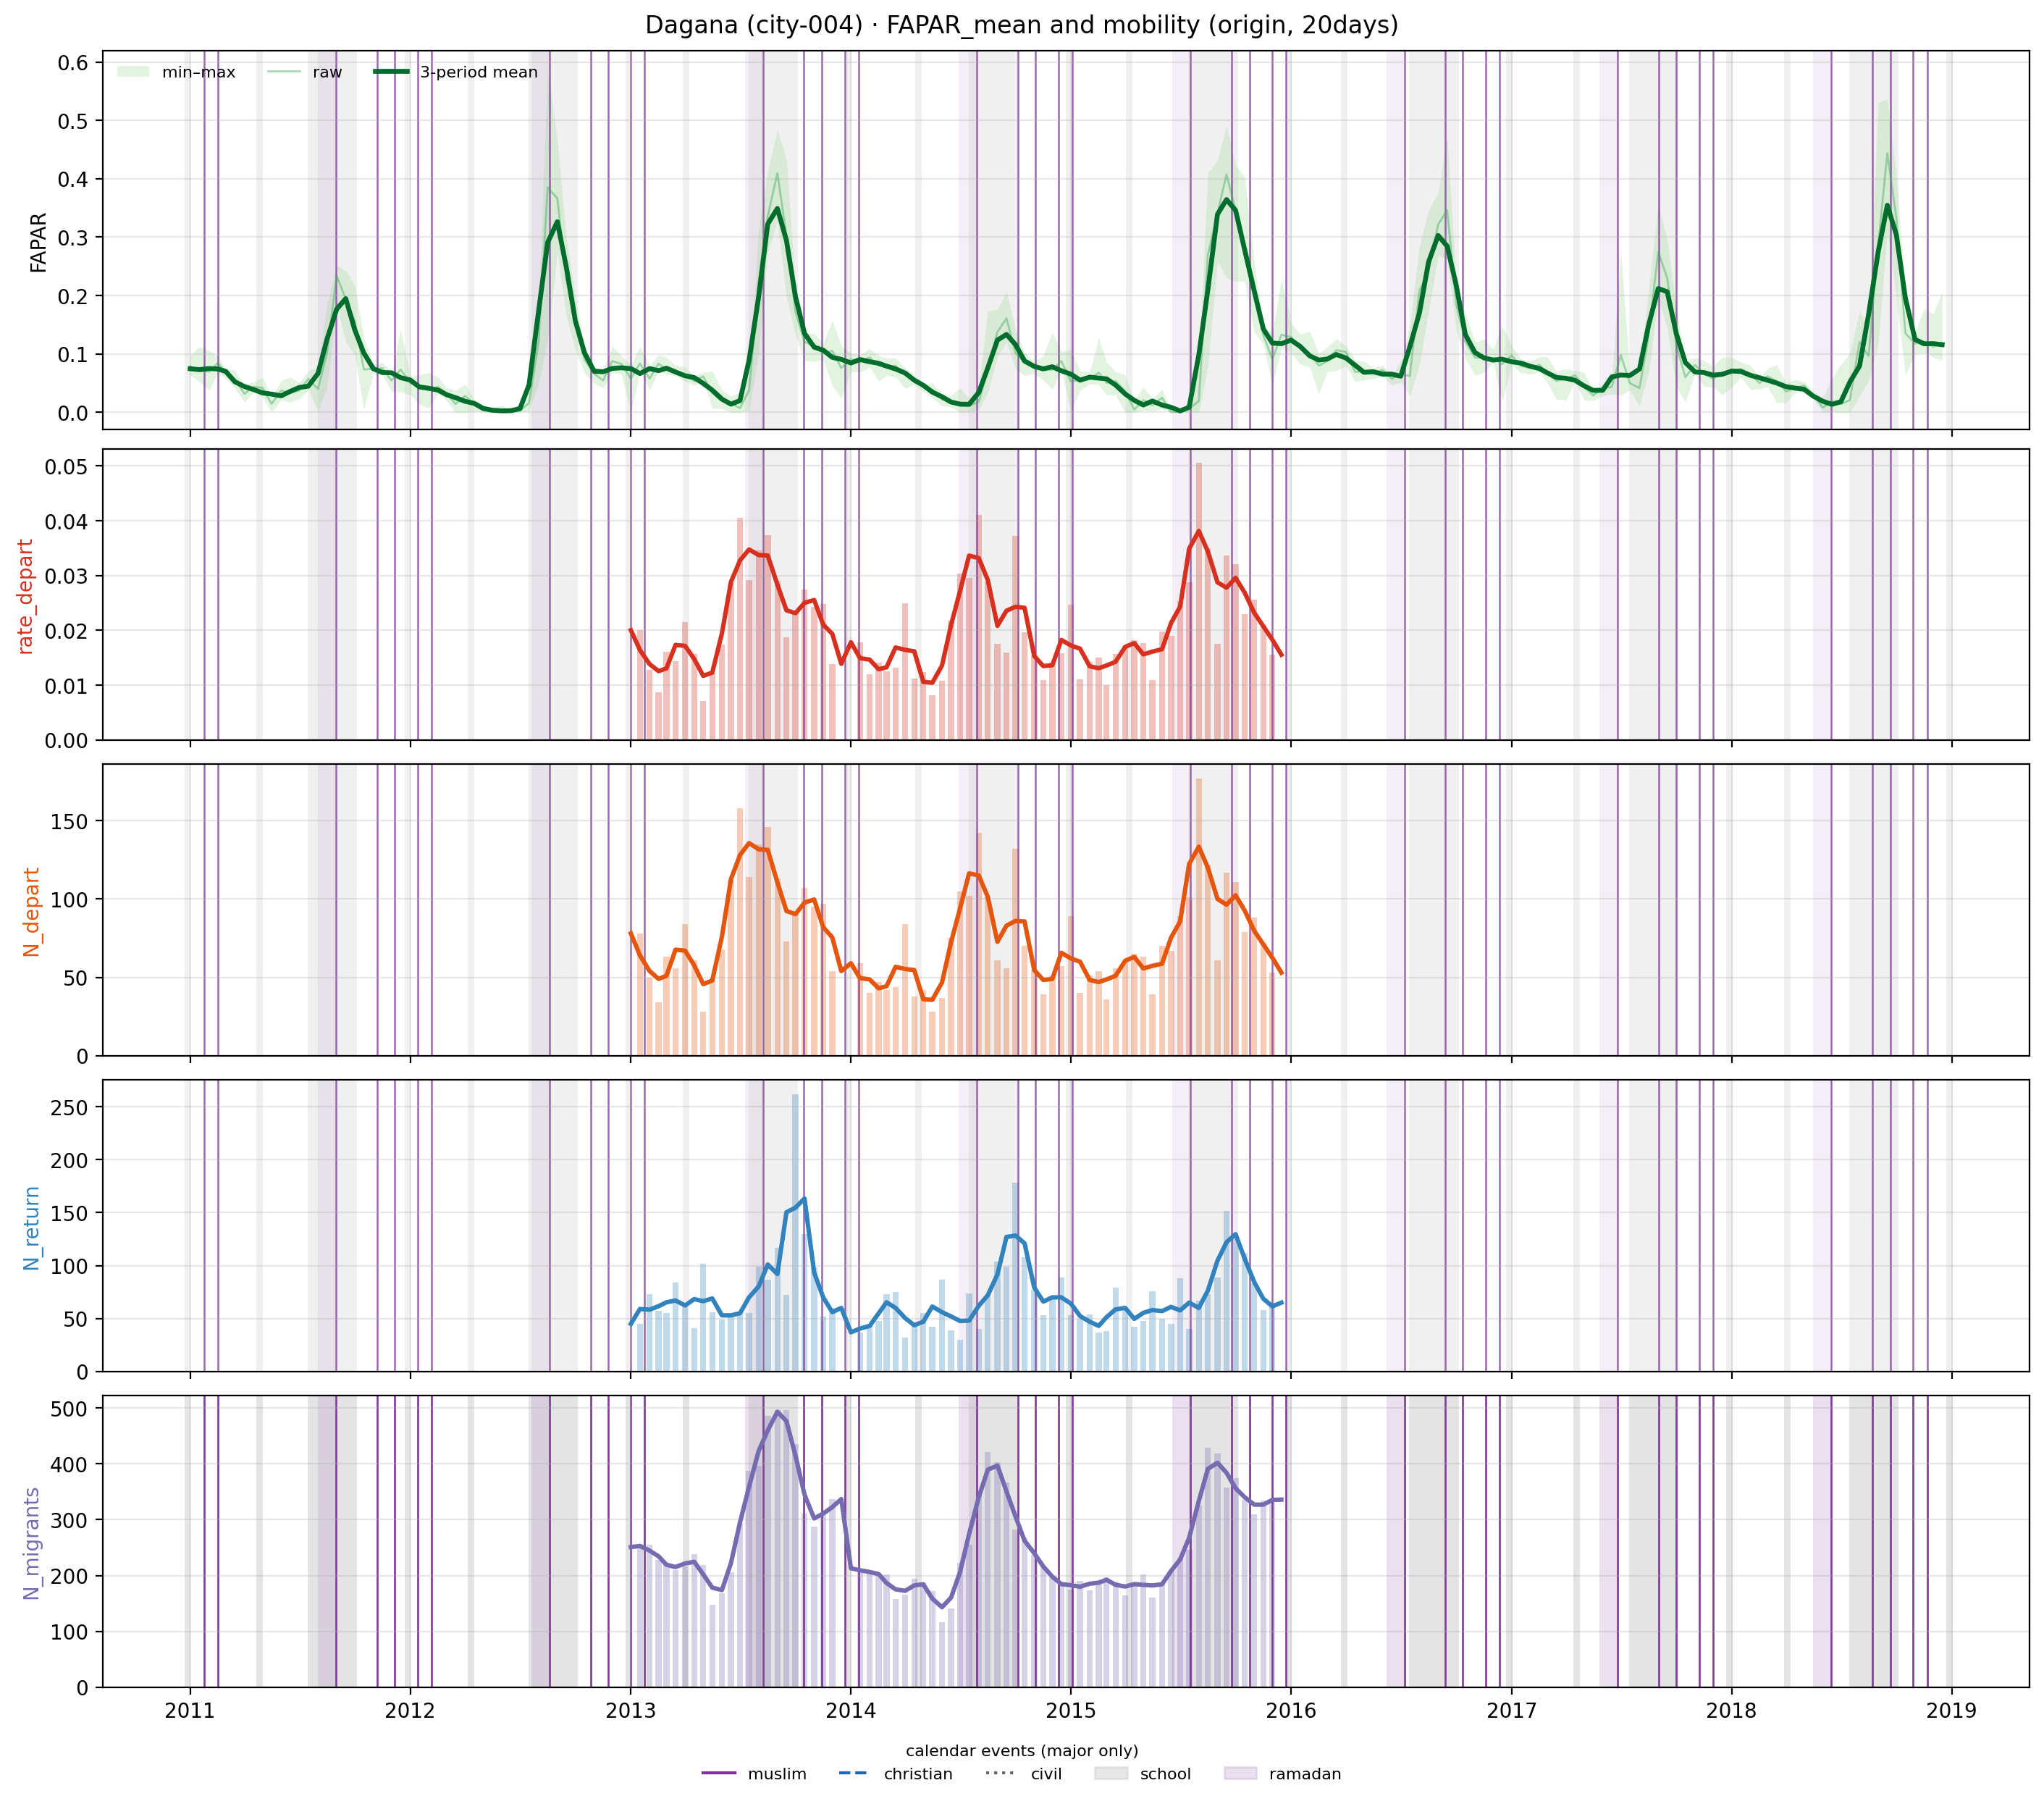 Dagana (city-004) · FAPAR_mean and mobility (origin, 20days)
min–max raw 3-period mean
FAPAR
0.6
0.5
0.4
0.3
0.2
0.1
0.0
rate_depart
0.05
0.04
0.03
0.02
0.01
0.00
N_depart
150
100
50
0
N_return
250
200
150
100
50
0
N_migrants
500
400
300
200
100
0
2011 2012 2013 2014 2015 2016 2017 2018 2019
calendar events (major only)
muslim christian civil school ramadan